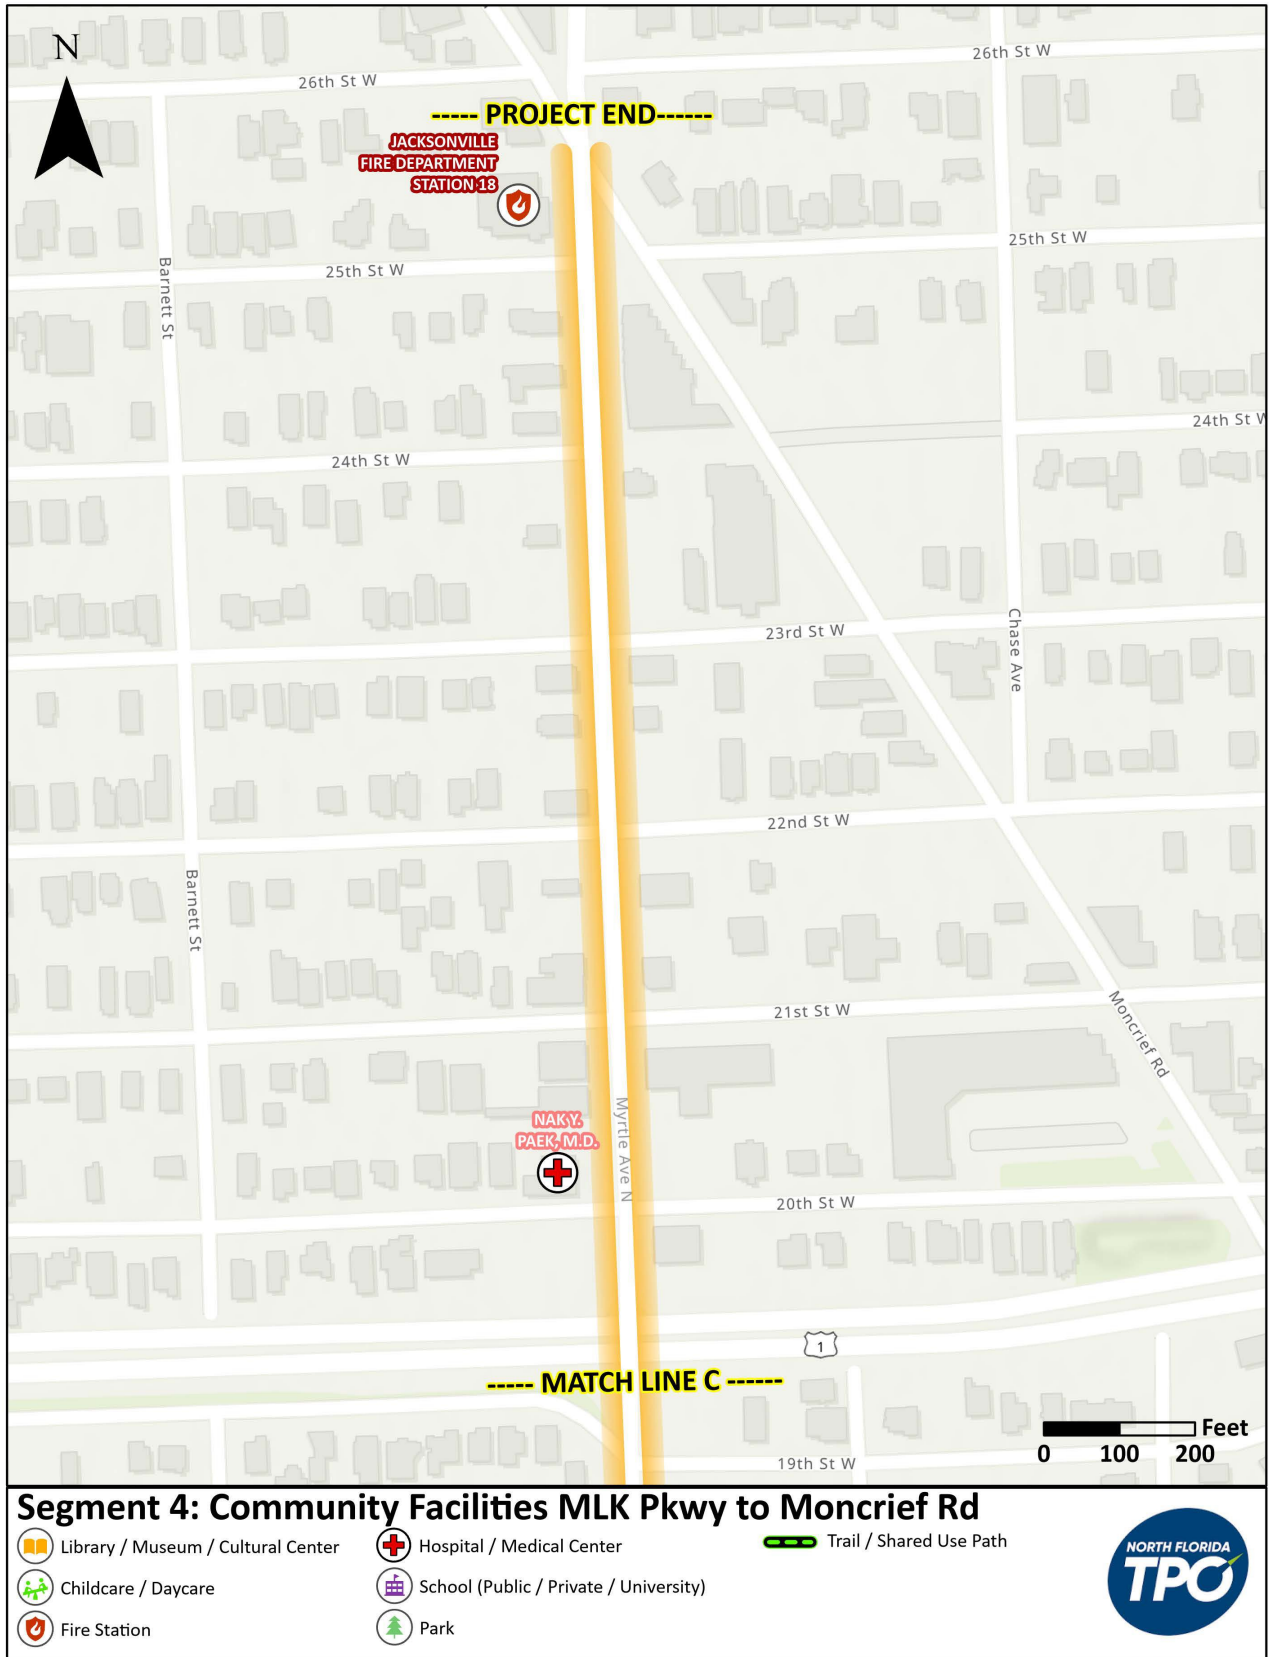 N
26th St W
26th St W
----- PROJECT END------
JACKSONVILLE
FIRE DEPARTMENT
STATION 18
25th St W
25th St W
Barnett St
24th St W
24th St W
23rd St W
Chase Ave
22nd St W
Barnett St
21st St W
Moncrief Rd
NAK Y.
PAEK, M.D.
Myrtle Ave N
20th St W
1
----- MATCH LINE C ------
19th St W
Feet
0 100 200
Segment 4: Community Facilities MLK Pkwy to Moncrief Rd
Library / Museum / Cultural Center
Childcare / Daycare
Fire Station
Hospital / Medical Center
School (Public / Private / University)
Park
Trail / Shared Use Path
NORTH FLORIDA
TPO